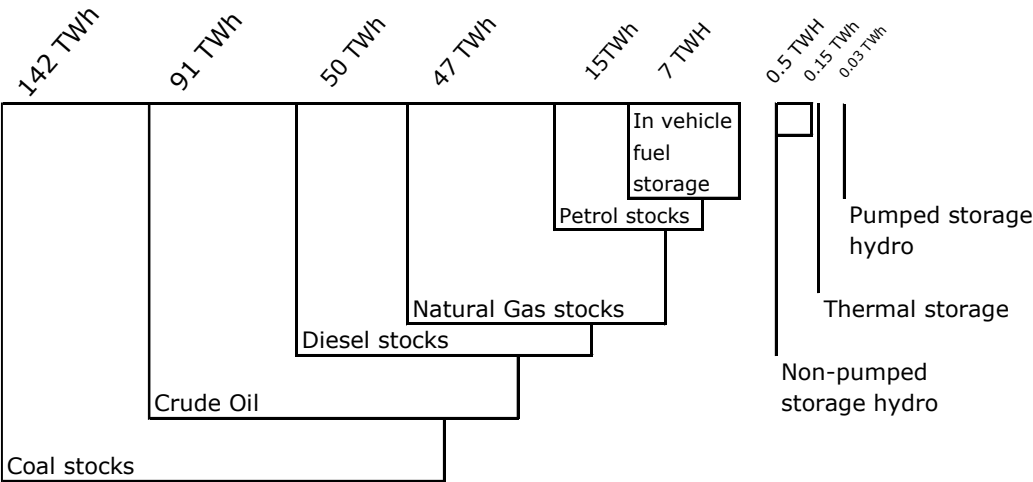 142 TWh
91 TWh
50 TWh
47 TWh
15TWh
7 TWH
0.5 TWH
0.15 TWh
0.03 TWh
In vehicle
fuel
storage
Petrol stocks
Pumped storage
hydro
Natural Gas stocks
Thermal storage
Diesel stocks
Non-pumped
storage hydro
Crude Oil
Coal stocks